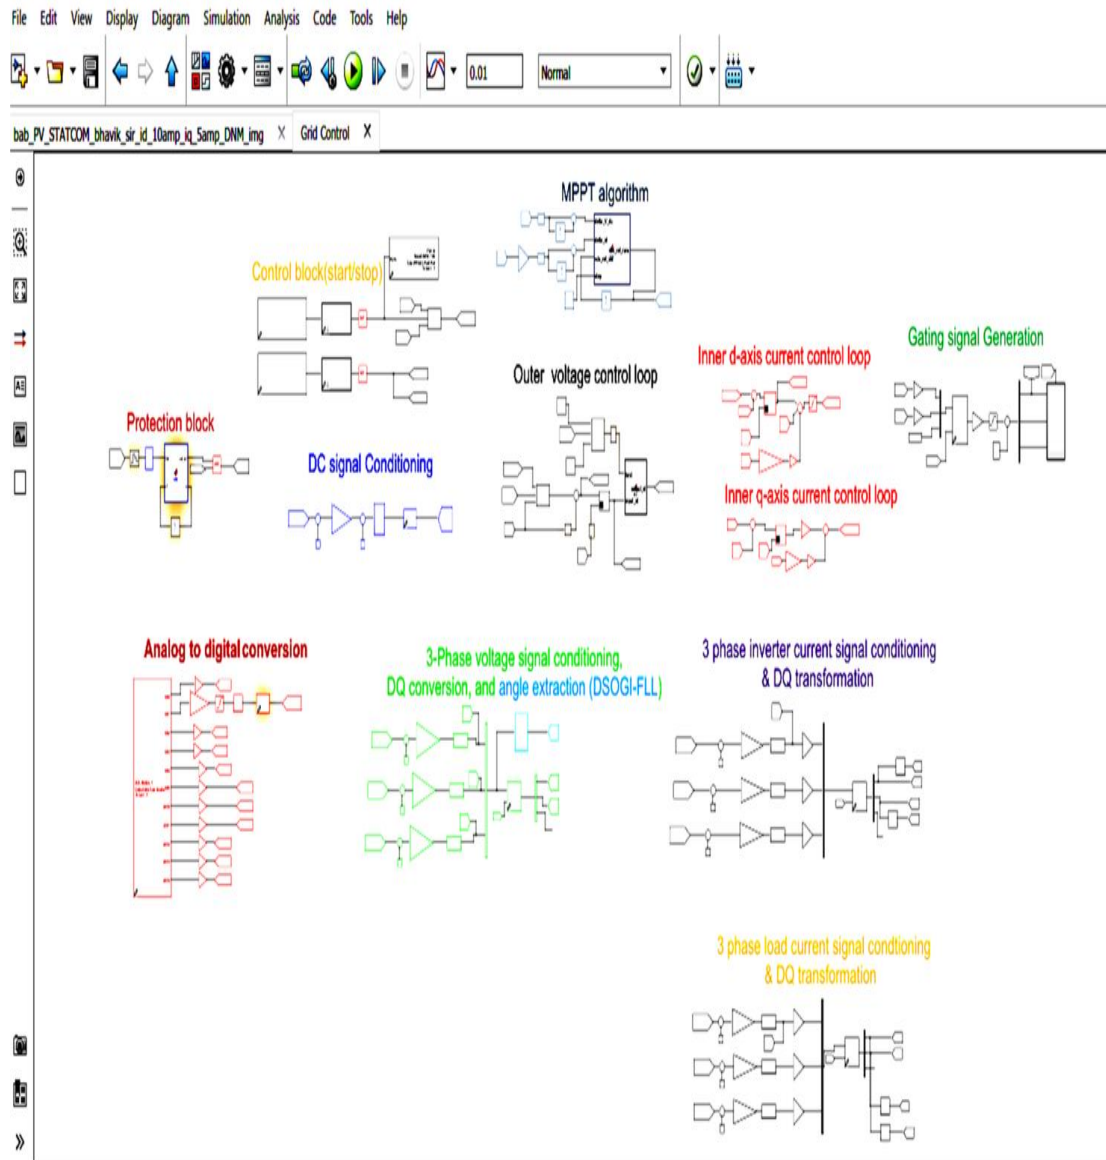 File Edit View Display Diagram Simulation Analysis Code Tools Help
0.01 Normal
bab_PV_STATCOM_bhavik_sir_id_10amp_iq_5amp_DNM_img X Grid Control X
MPPT algorithm
Control block(start/stop)
Gating signal Generation
Inner d-axis current control loop
Outer voltage control loop
Protection block
DC signal Conditioning
Inner q-axis current control loop
Analog to digital conversion
3-Phase voltage signal conditioning,
DQ conversion, and angle extraction (DSOGI-FLL)
3 phase inverter current signal conditioning
& DQ transformation
3 phase load current signal condtioning
& DQ transformation